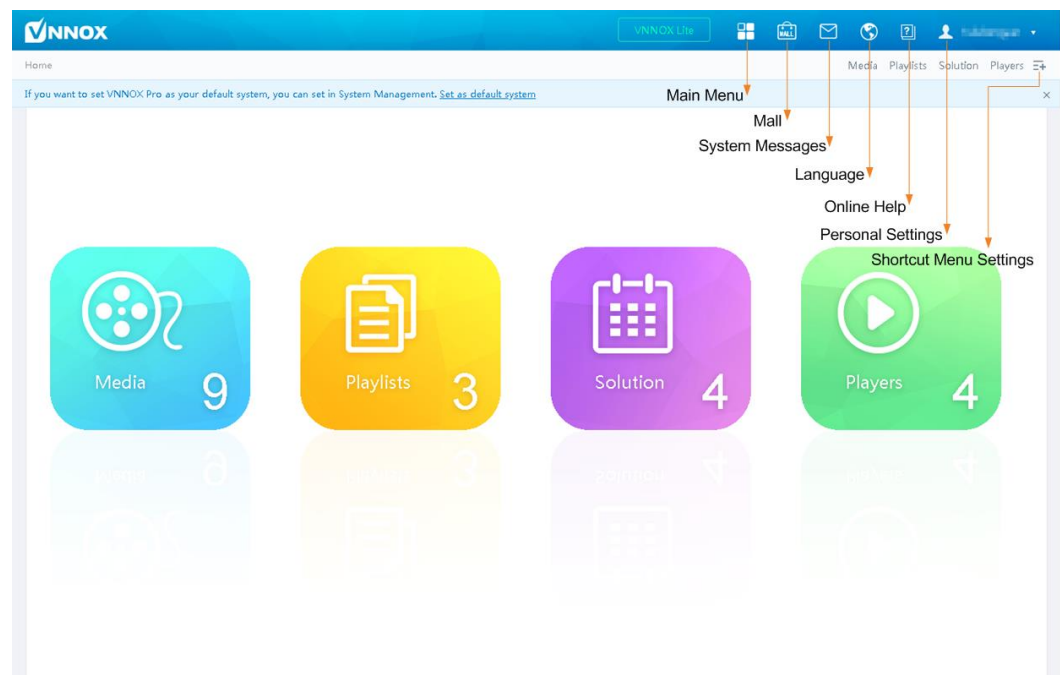 VNNOX
VNNOX Lite
MALL
?
Home
Media Playlists Solution Players
If you want to set VNNOX Pro as your default system, you can set in System Management. Set as default system
×
Main Menu
Mall
System Messages
Language
Online Help
Personal Settings
Shortcut Menu Settings
Media 9
Playlists 3
Solution 4
Players 4